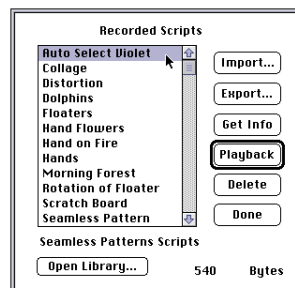 Recorded Scripts
Auto Select Violet
Collage
Distortion
Dolphins
Floaters
Hand Flowers
Hand on Fire
Hands
Morning Forest
Rotation of Floater
Scratch Board
Seamless Pattern
Import...
Export...
Get Info
Playback
Delete
Done
Seamless Patterns Scripts
Open Library...
540 Bytes